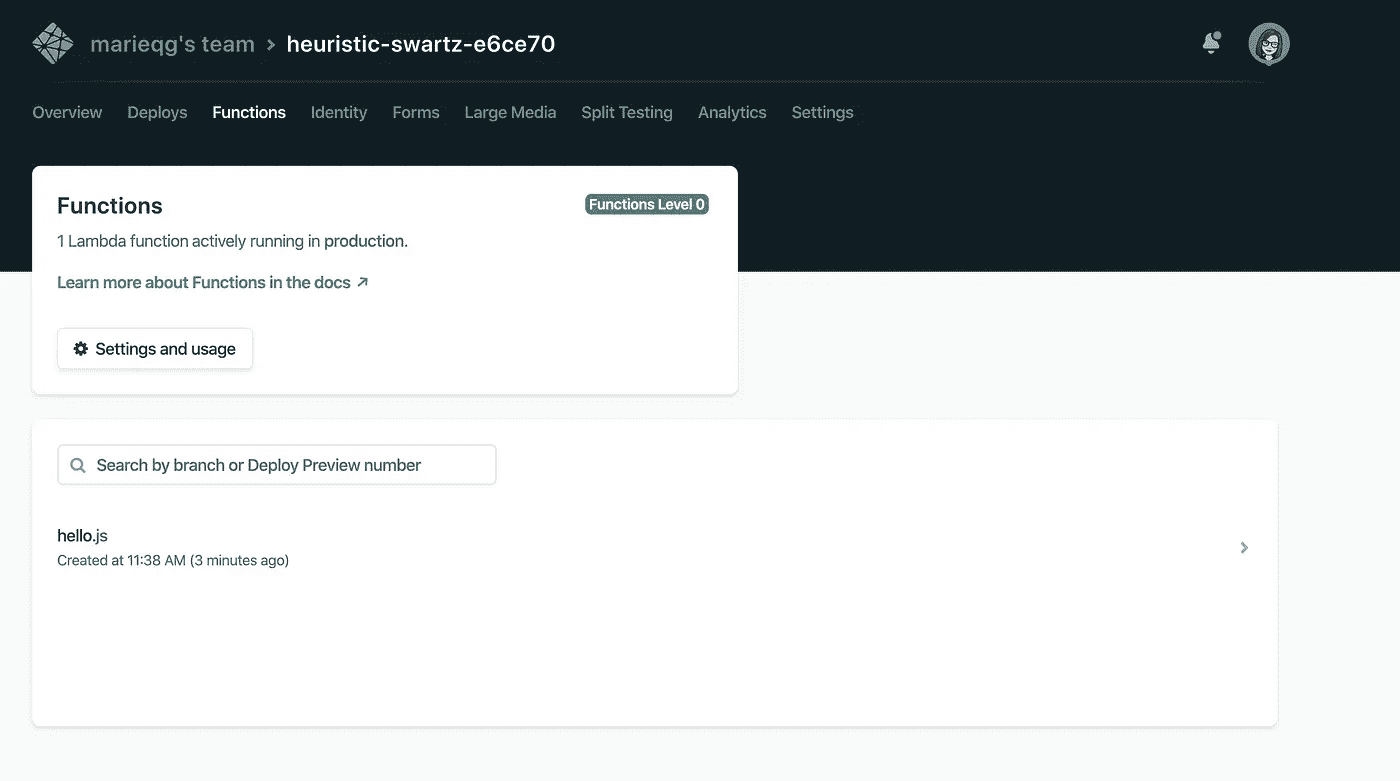 marieqg's team > heuristic-swartz-e6ce70
Overview Deploys Functions Identity Forms Large Media Split Testing Analytics Settings
Functions
Functions Level 0
1 Lambda function actively running in production.
Learn more about Functions in the docs ↗
Settings and usage
Search by branch or Deploy Preview number
hello.js
Created at 11:38 AM (3 minutes ago)